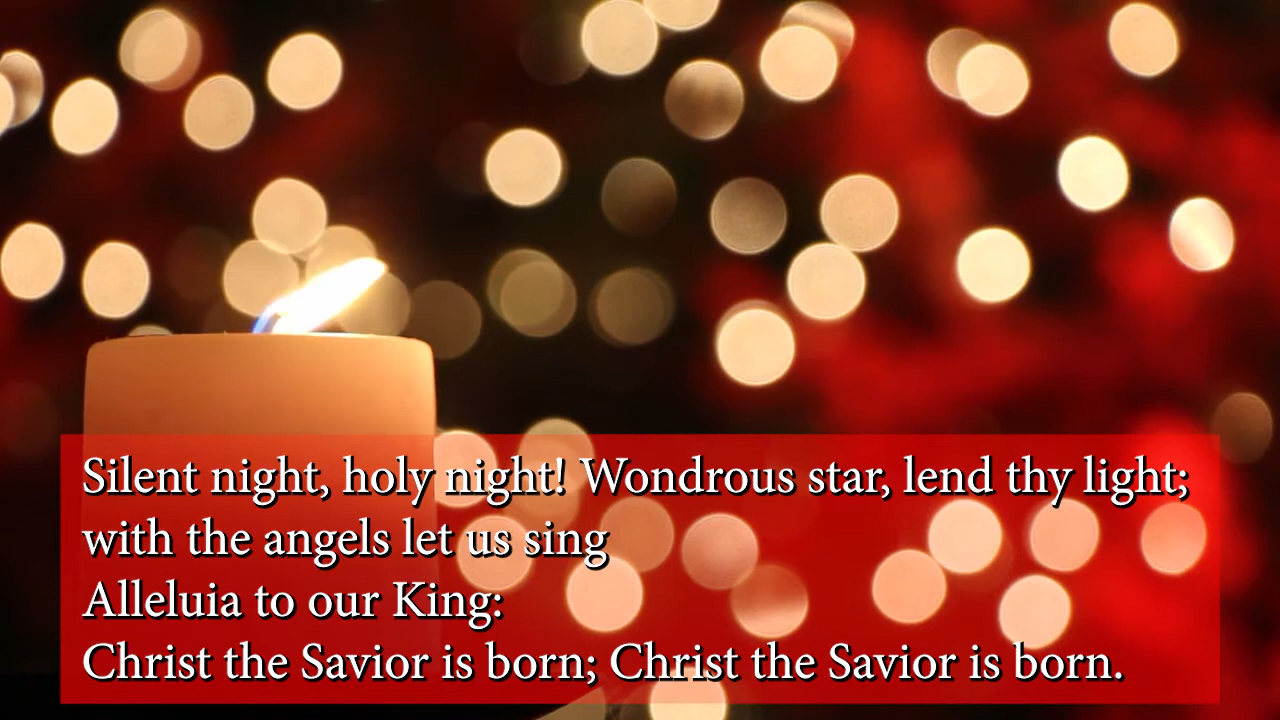 Silent night, holy night! Wondrous star, lend thy light;
with the angels let us sing
Alleluia to our King:
Christ the Savior is born; Christ the Savior is born.